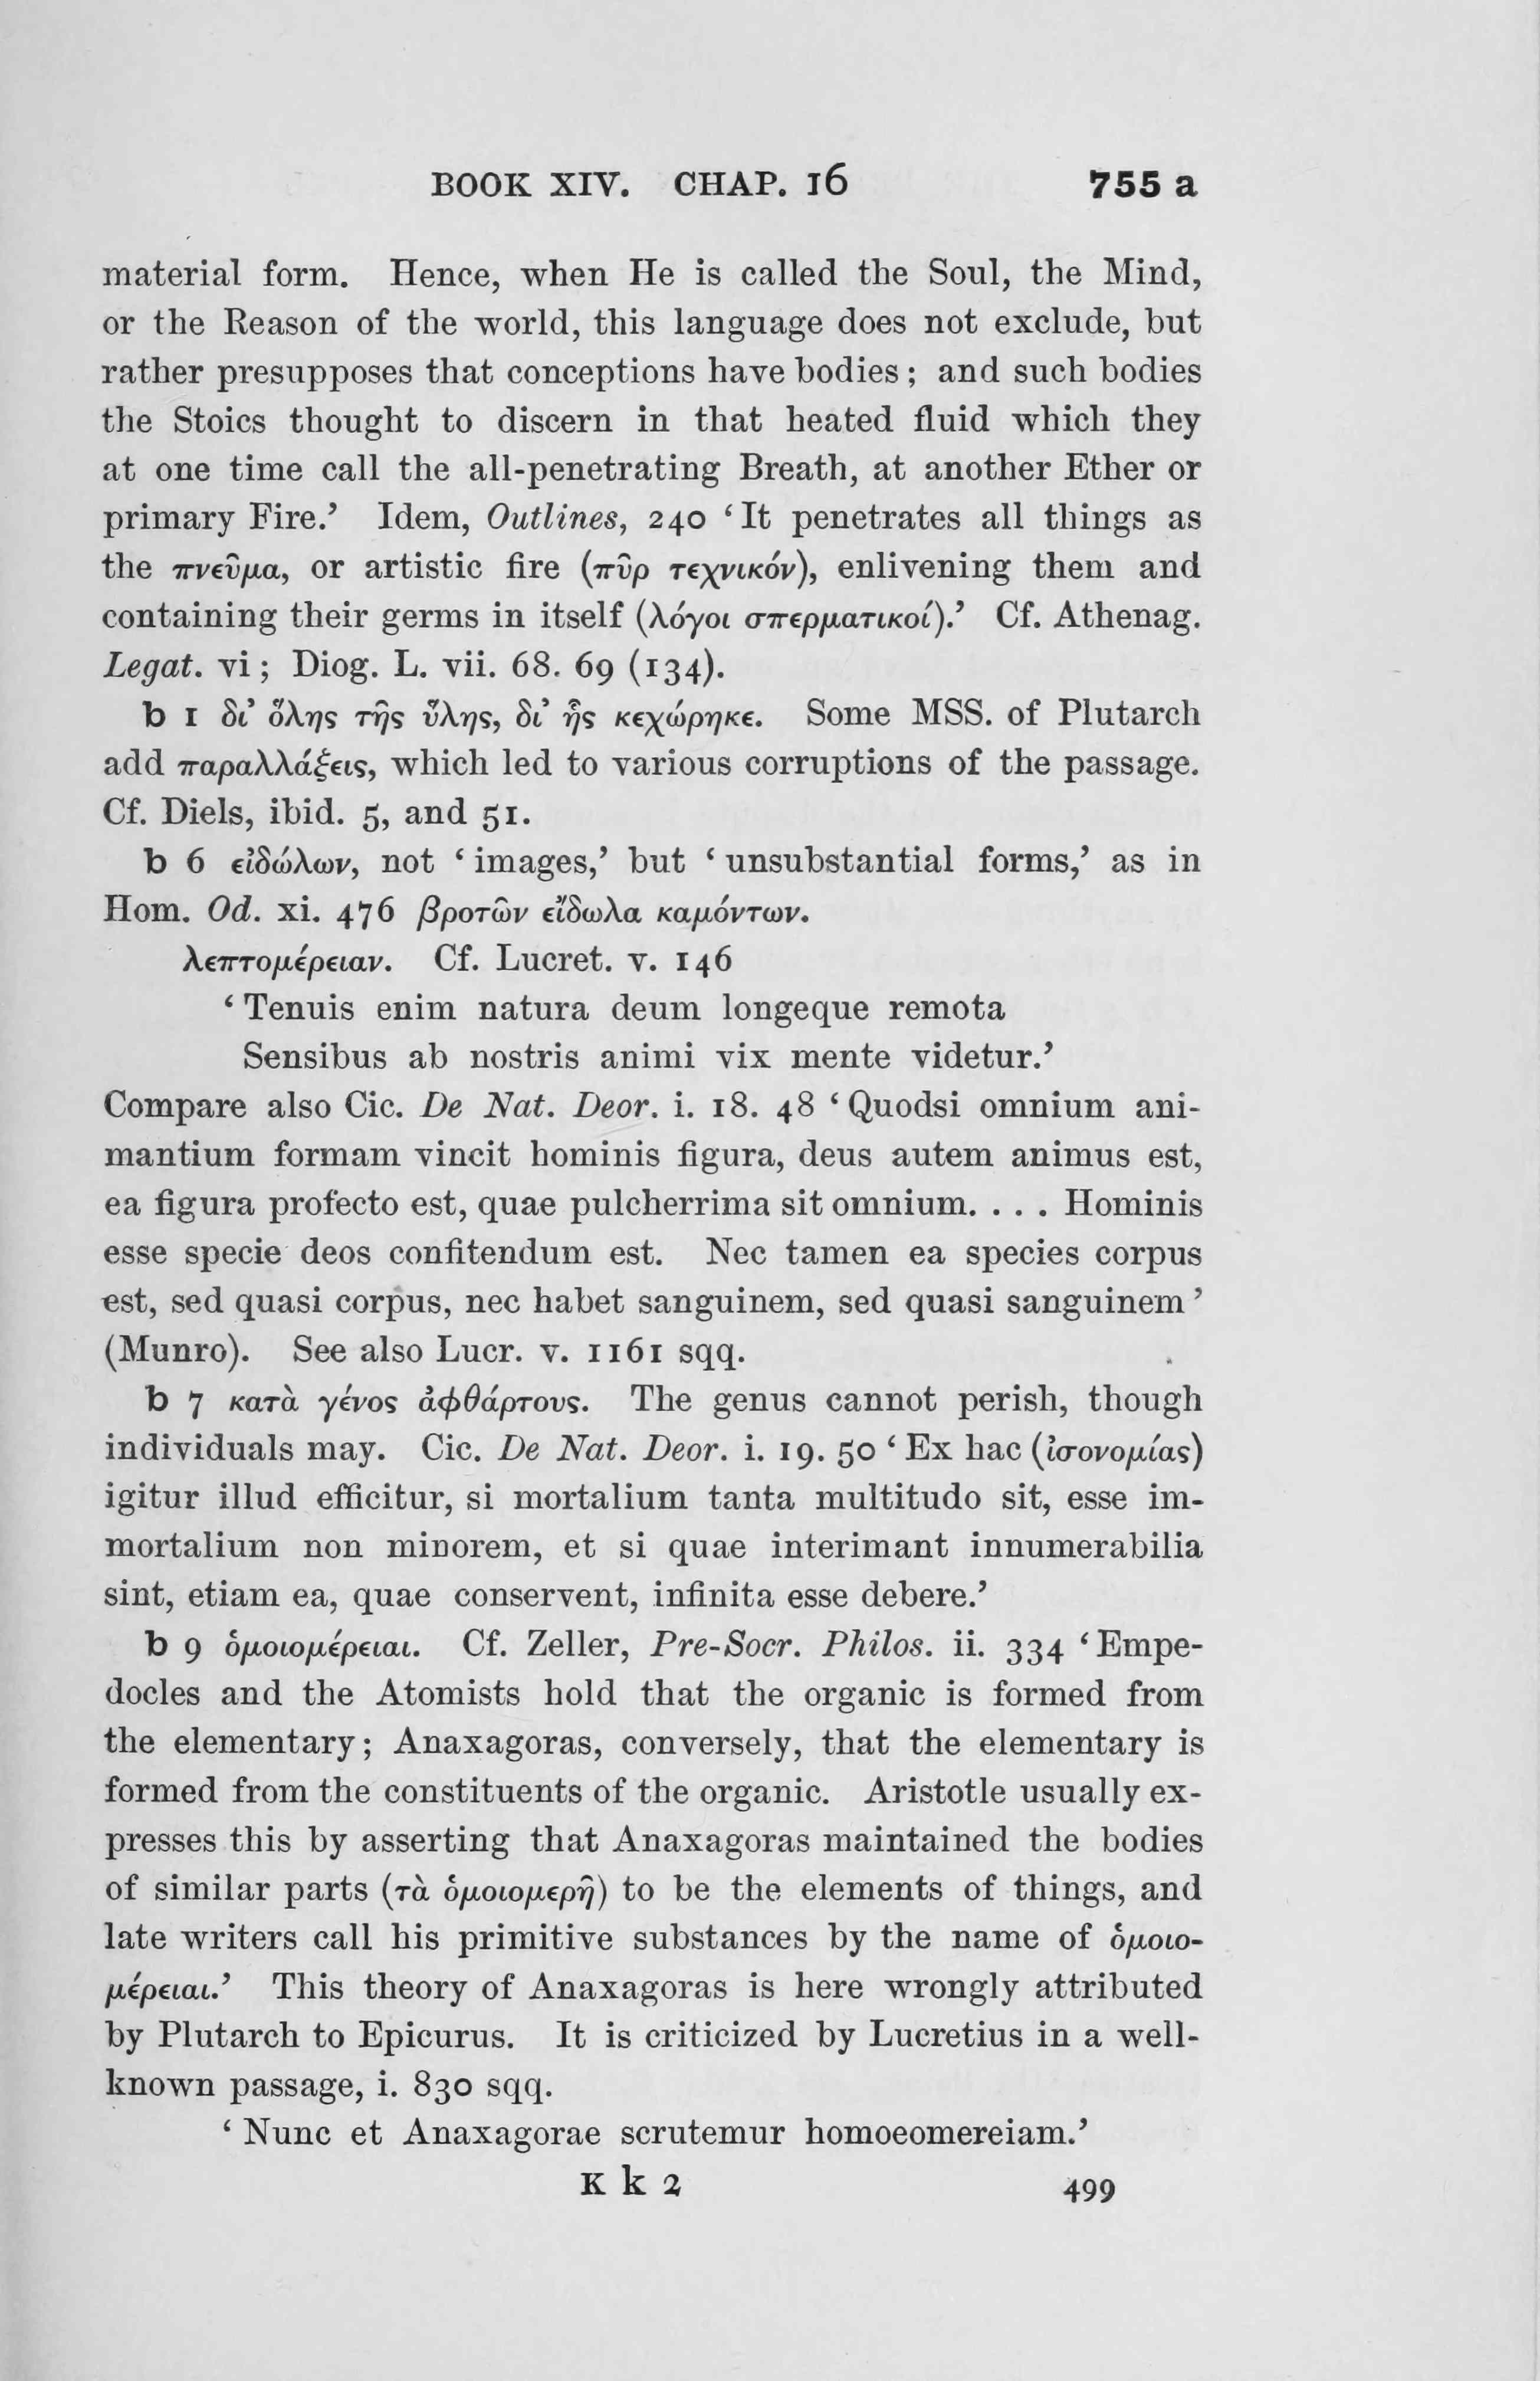 BOOK XIV. CHAP. 16 755 a
material form. Hence, when He is called the Soul, the Mind,
or the Reason of the world, this language does not exclude, but
rather presupposes that conceptions have bodies; and such bodies
the Stoics thought to discern in that heated fluid which they
at one time call the all-penetrating Breath, at another Ether or
primary Fire.’ Idem, Outlines, 240 ‘It penetrates all things as
the πνεῦμα, or artistic fire (πῦρ τεχνικόν), enlivening them and
containing their germs in itself (λόγοι σπερματικοί).’ Cf. Athenag.
Legat. vi; Diog. L. vii. 68. 69 (134).
b 1 δι’ ὅλης τῆς ὕλης, δι’ ἧς κεχώρηκε. Some MSS. of Plutarch
add παραλλάξεις, which led to various corruptions of the passage.
Cf. Diels, ibid. 5, and 51.
b 6 εἰδώλων, not ‘images,’ but ‘unsubstantial forms,’ as in
Hom. Od. xi. 476 βροτῶν εἴδωλα καμόντων.
λεπτομέρειαν. Cf. Lucret. v. 146
‘Tenuis enim natura deum longeque remota
Sensibus ab nostris animi vix mente videtur.’
Compare also Cic. De Nat. Deor. i. 18. 48 ‘Quodsi omnium ani-
mantium formam vincit hominis figura, deus autem animus est,
ea figura profecto est, quae pulcherrima sit omnium. . . . Hominis
esse specie deos confitendum est. Nec tamen ea species corpus
est, sed quasi corpus, nec habet sanguinem, sed quasi sanguinem’
(Munro). See also Lucr. v. 1161 sqq.
b 7 κατὰ γένος ἀφθάρτους. The genus cannot perish, though
individuals may. Cic. De Nat. Deor. i. 19. 50 ‘Ex hac (ἰσονομίας)
igitur illud efficitur, si mortalium tanta multitudo sit, esse im-
mortalium non minorem, et si quae interimant innumerabilia
sint, etiam ea, quae conservent, infinita esse debere.’
b 9 ὁμοιομέρειαι. Cf. Zeller, Pre-Socr. Philos. ii. 334 ‘Empe-
docles and the Atomists hold that the organic is formed from
the elementary; Anaxagoras, conversely, that the elementary is
formed from the constituents of the organic. Aristotle usually ex-
presses this by asserting that Anaxagoras maintained the bodies
of similar parts (τὰ ὁμοιομερῆ) to be the elements of things, and
late writers call his primitive substances by the name of ὁμοιο-
μέρειαι.’ This theory of Anaxagoras is here wrongly attributed
by Plutarch to Epicurus. It is criticized by Lucretius in a well-
known passage, i. 830 sqq.
‘Nunc et Anaxagorae scrutemur homoeomereiam.’
K k 2 499